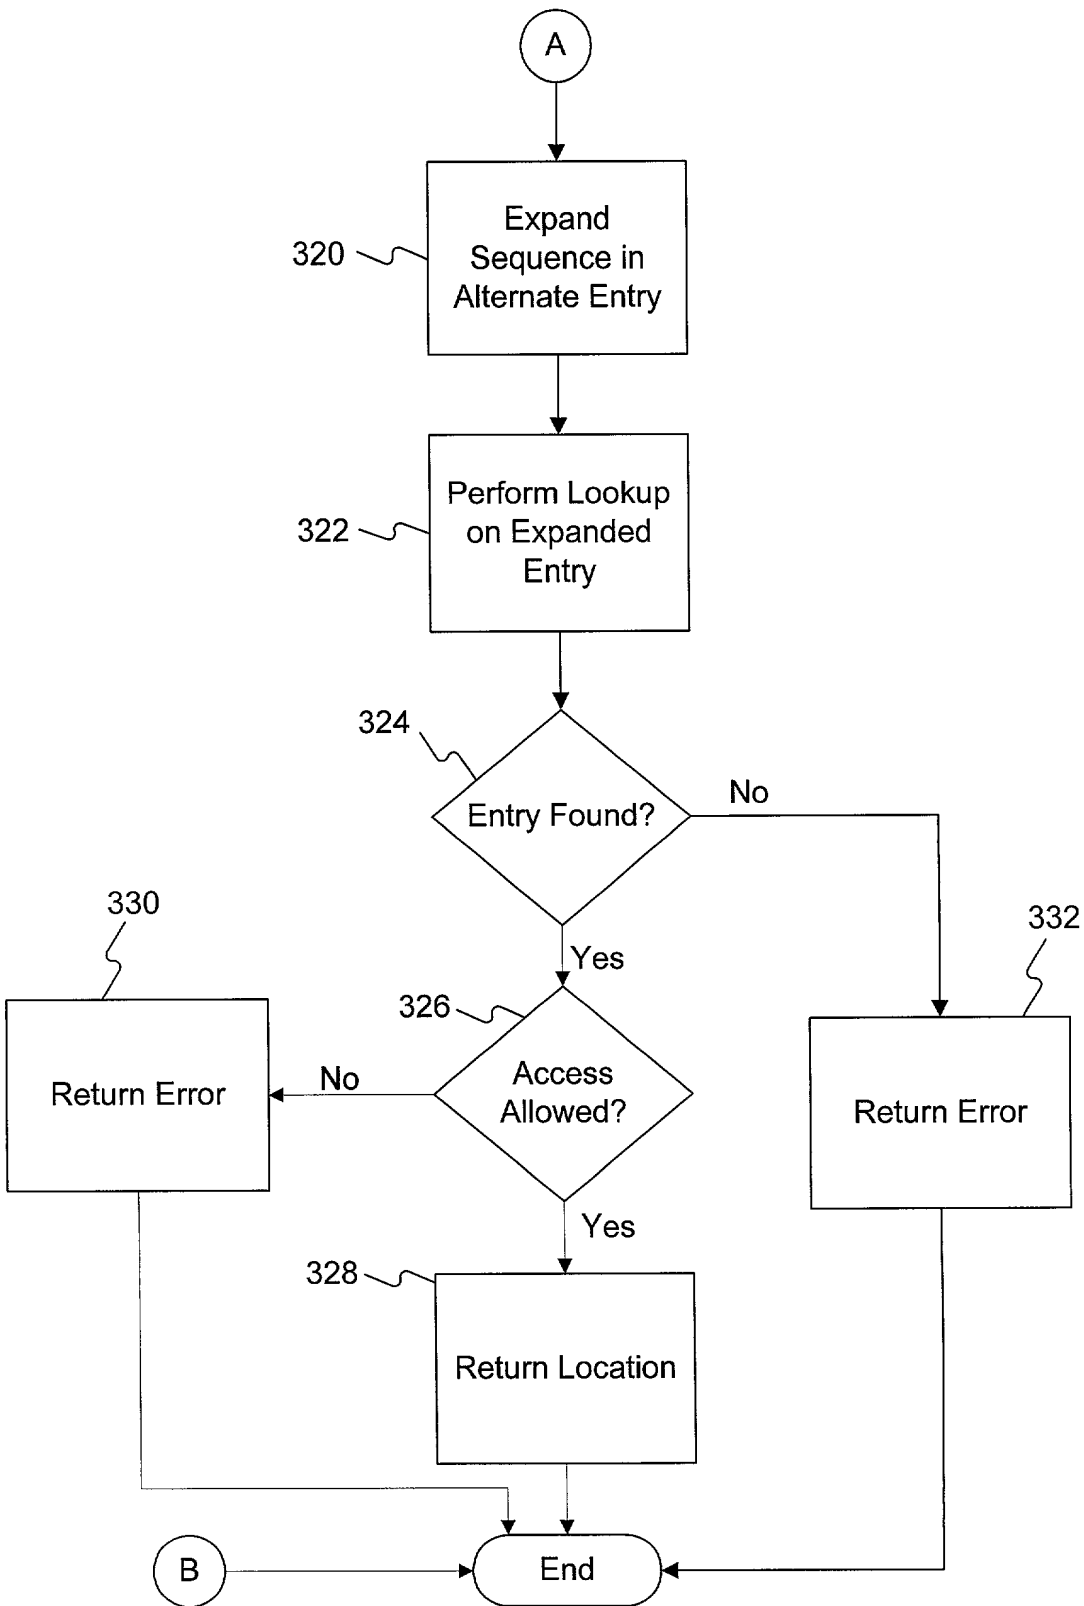 A
320
Expand
Sequence in
Alternate Entry
322
Perform Lookup
on Expanded
Entry
324
Entry Found?
No
Yes
330
332
326
Access
Allowed?
No
Return Error
Return Error
Yes
328
Return Location
B
End